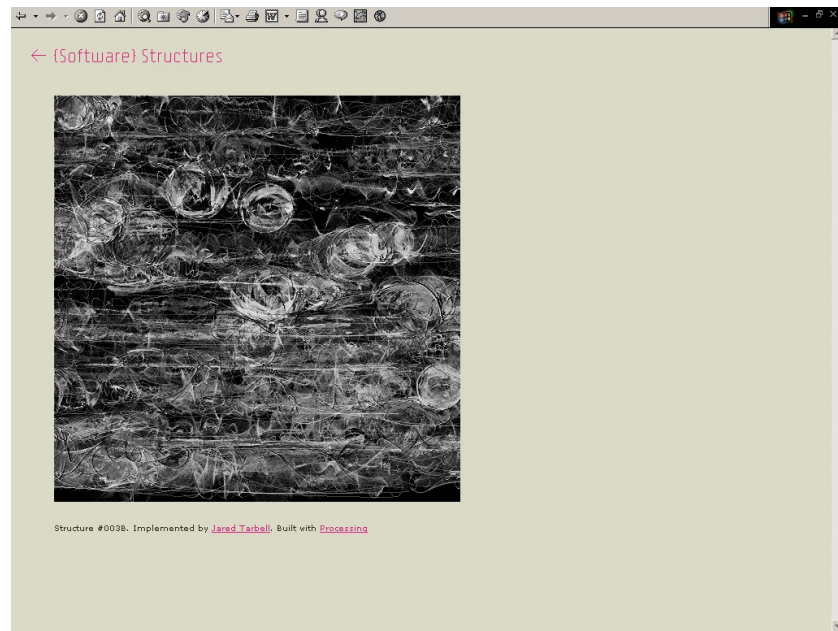 ← {Software} Structures
Structure #003B. Implemented by Jared Tarbell. Built with Processing